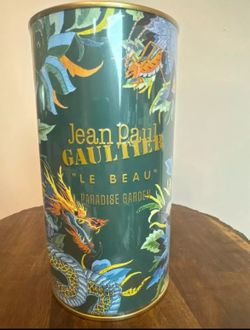 Jean Paul
GAULTIER
"LE BEAU"
PARADISE GARDEN